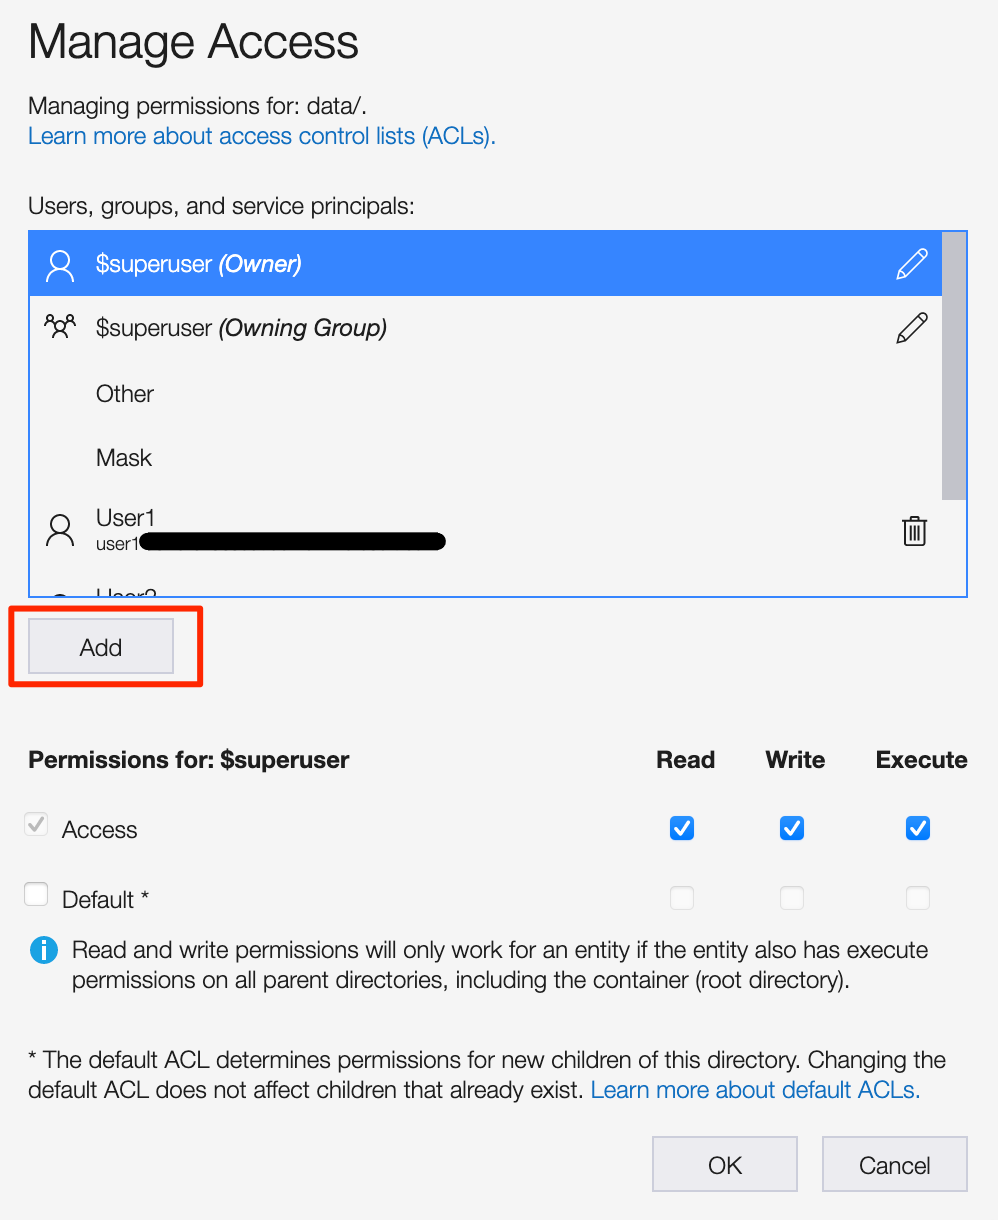 Manage Access
Managing permissions for: data/.
Learn more about access control lists (ACLs).
Users, groups, and service principals:
$superuser (Owner)
$superuser (Owning Group)
Other
Mask
User1
user1
User2
Add
Permissions for: $superuser Read Write Execute
Access
Default *
Read and write permissions will only work for an entity if the entity also has execute
permissions on all parent directories, including the container (root directory).
* The default ACL determines permissions for new children of this directory. Changing the
default ACL does not affect children that already exist. Learn more about default ACLs.
OK Cancel